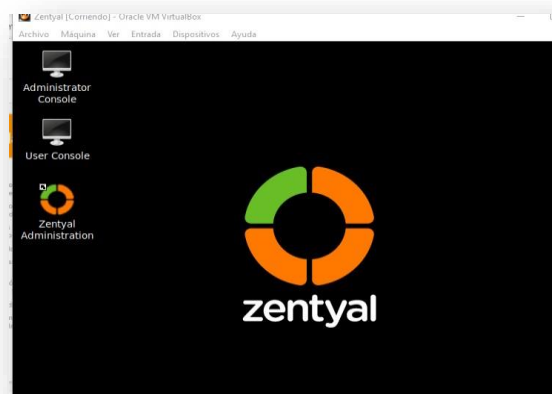 Zentyal [Corriendo] - Oracle VM VirtualBox
Archivo Máquina Ver Entrada Dispositivos Ayuda
Administrator
Console
User Console
Zentyal
Administration
zentyal